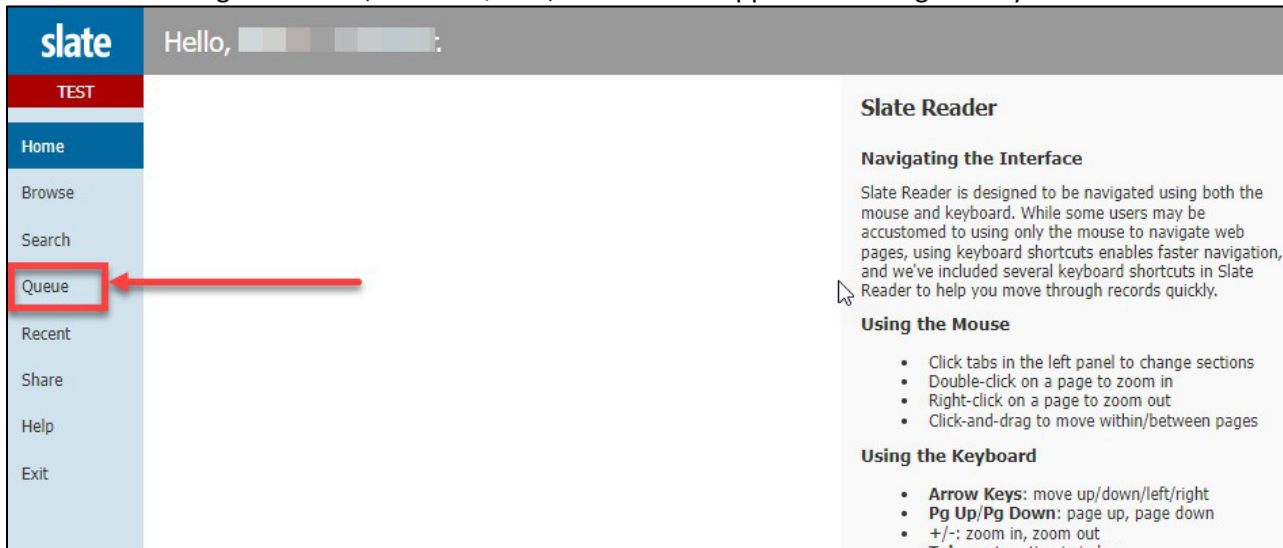 slate
Hello,
TEST
Home
Browse
Search
Queue
Recent
Share
Help
Exit
Slate Reader
Navigating the Interface
Slate Reader is designed to be navigated using both the
mouse and keyboard. While some users may be
accustomed to using only the mouse to navigate web
pages, using keyboard shortcuts enables faster navigation,
and we've included several keyboard shortcuts in Slate
Reader to help you move through records quickly.
Using the Mouse
• Click tabs in the left panel to change sections
• Double-click on a page to zoom in
• Right-click on a page to zoom out
• Click-and-drag to move within/between pages
Using the Keyboard
• Arrow Keys: move up/down/left/right
• Pg Up/Pg Down: page up, page down
• +/-: zoom in, zoom out